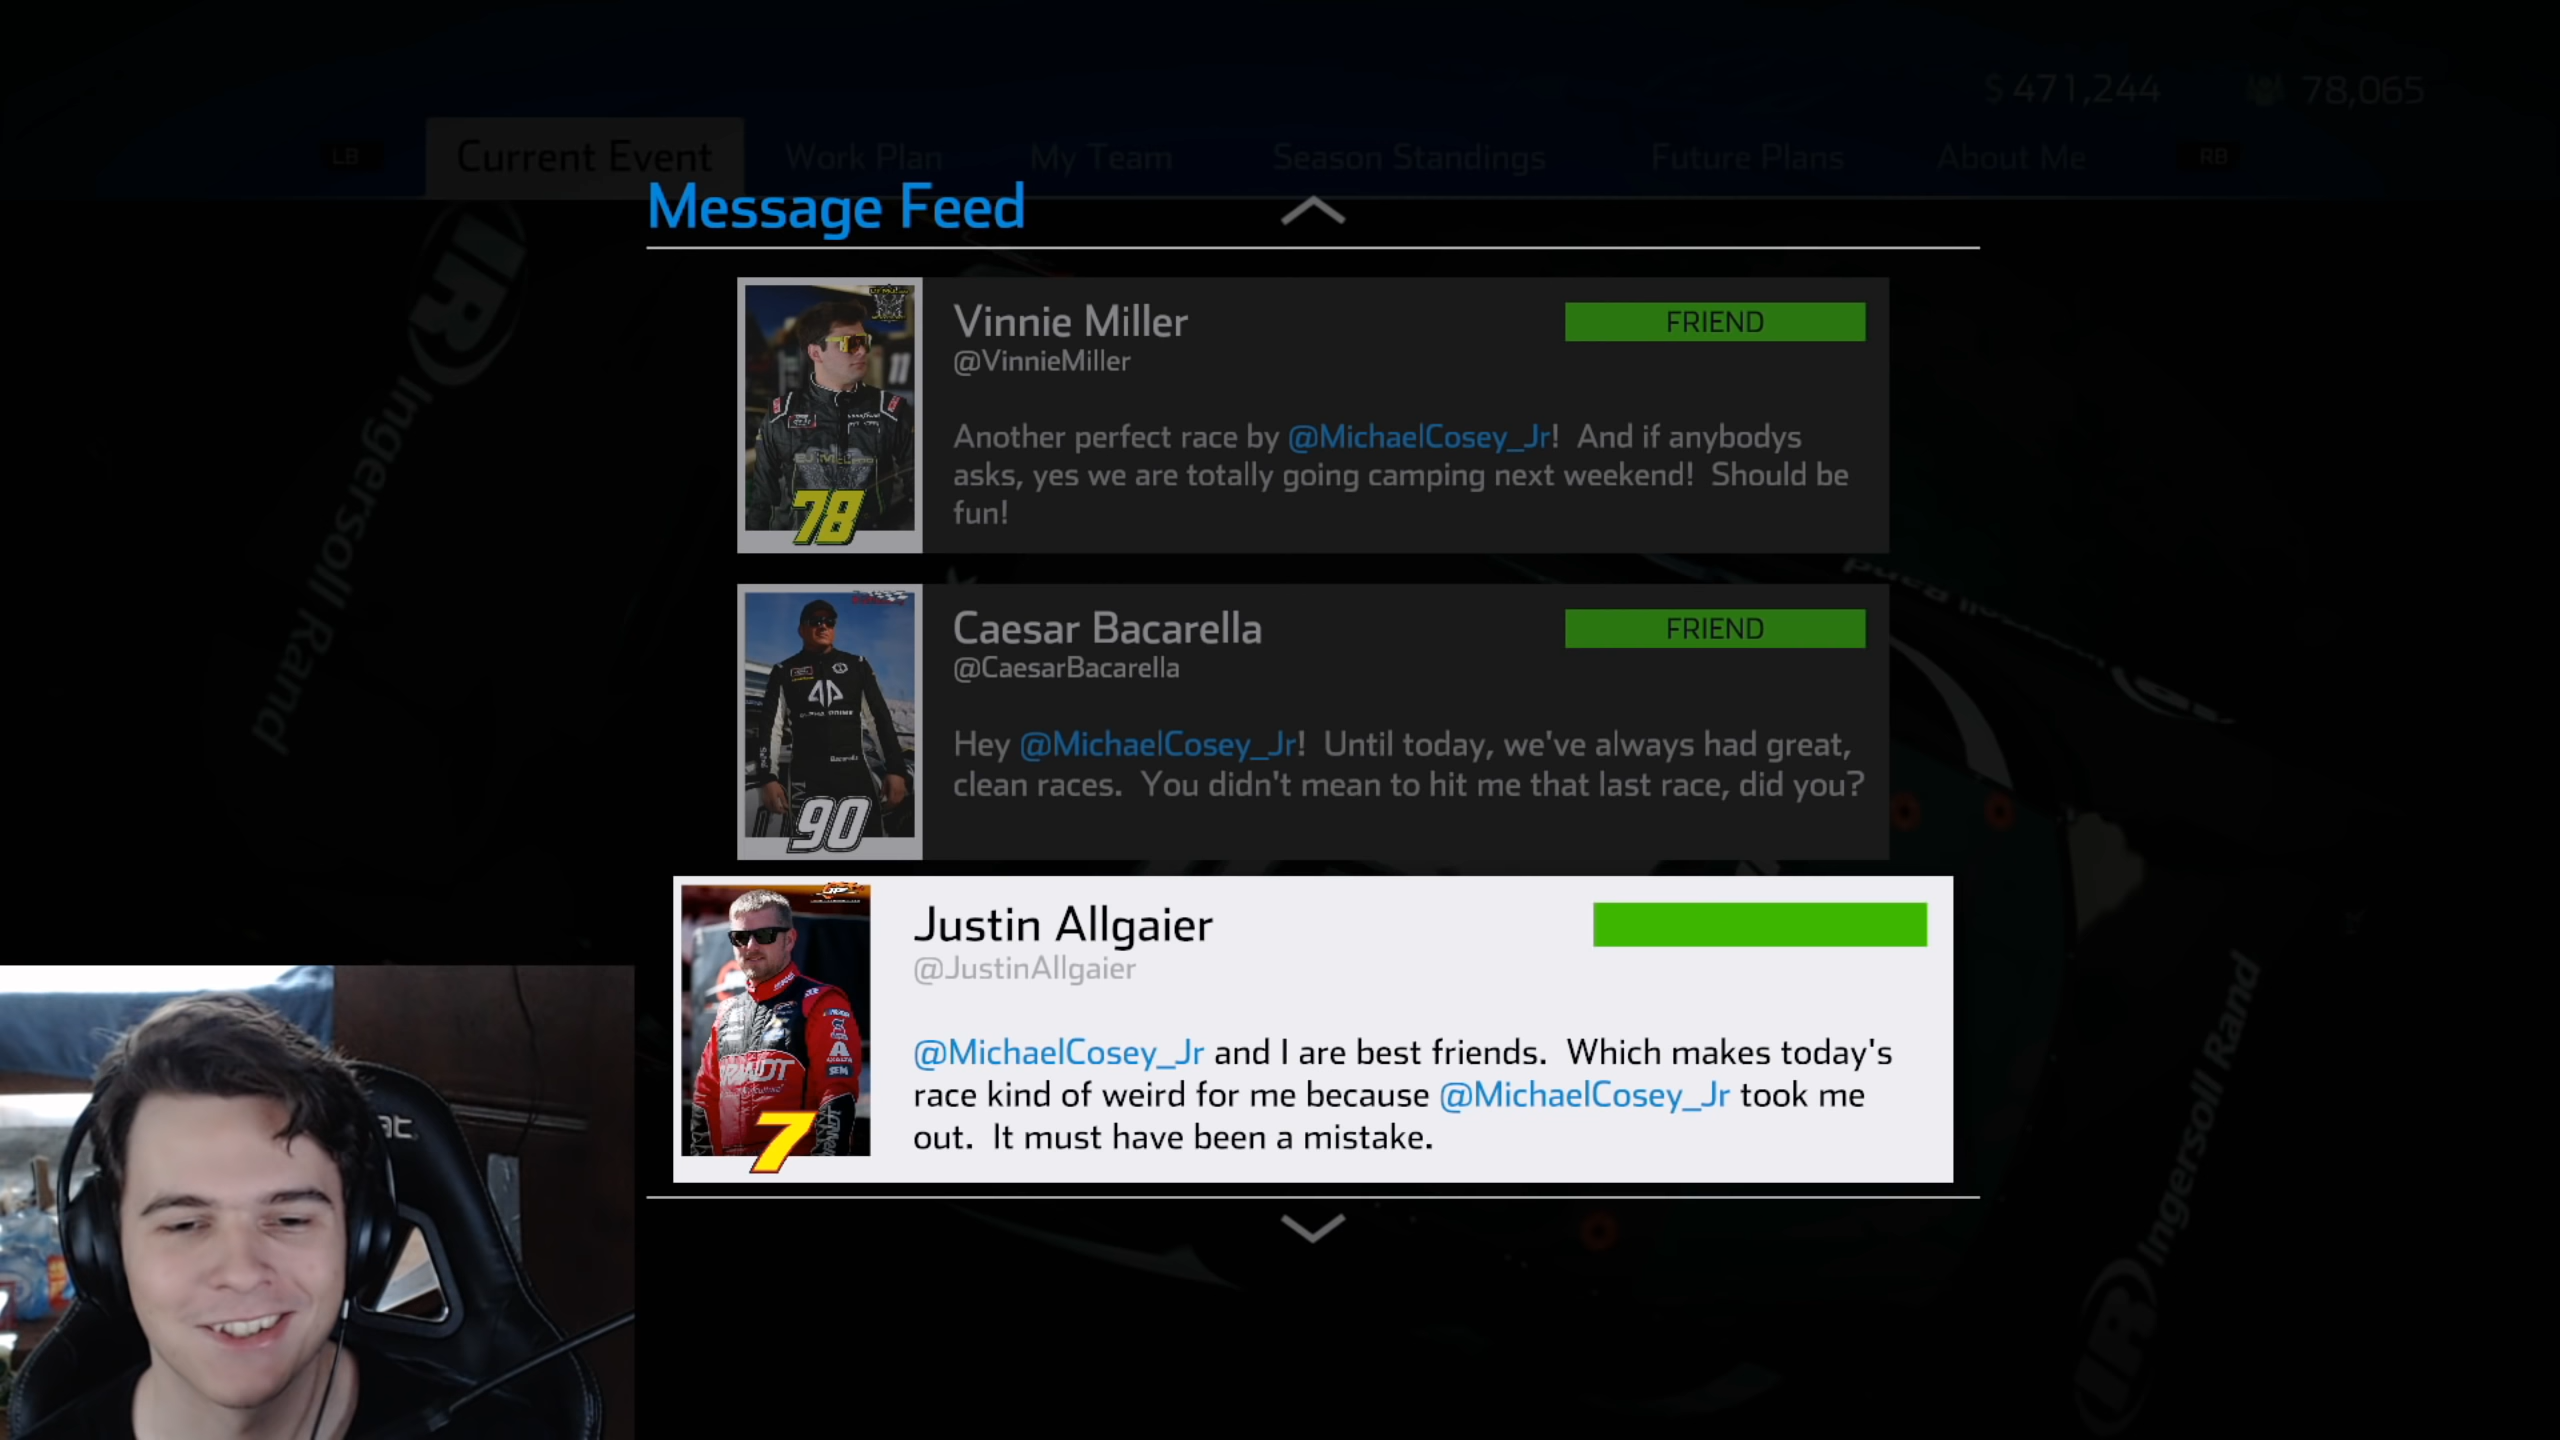 $ 471,244 78,065
LB Current Event Work Plan My Team Season Standings Future Plans About Me RB
Message Feed
Vinnie Miller
FRIEND
@VinnieMiller
Another perfect race by @MichaelCosey_Jr!  And if anybodys
asks, yes we are totally going camping next weekend!  Should be
fun!
78
Caesar Bacarella
FRIEND
@CaesarBacarella
Hey @MichaelCosey_Jr!  Until today, we've always had great,
clean races.  You didn't mean to hit me that last race, did you?
90
Justin Allgaier
@JustinAllgaier
@MichaelCosey_Jr and I are best friends.  Which makes today's
race kind of weird for me because @MichaelCosey_Jr took me
out.  It must have been a mistake.
7
IR Ingersoll Rand
Ingersoll Rand
IR Ingersoll Rand